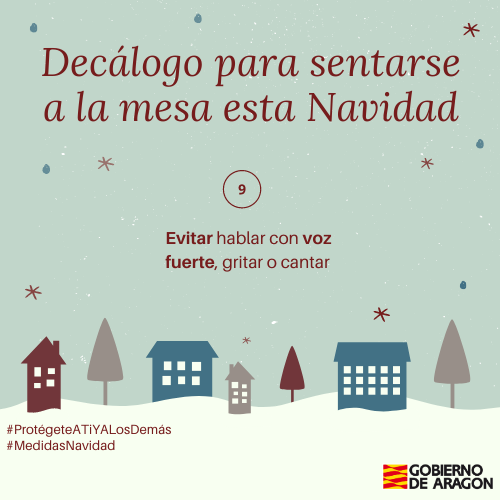 Decálogo para sentarse
a la mesa esta Navidad
9
Evitar hablar con voz
fuerte, gritar o cantar
#ProtégeteATiYALosDemás
#MedidasNavidad
GOBIERNO
DE ARAGON